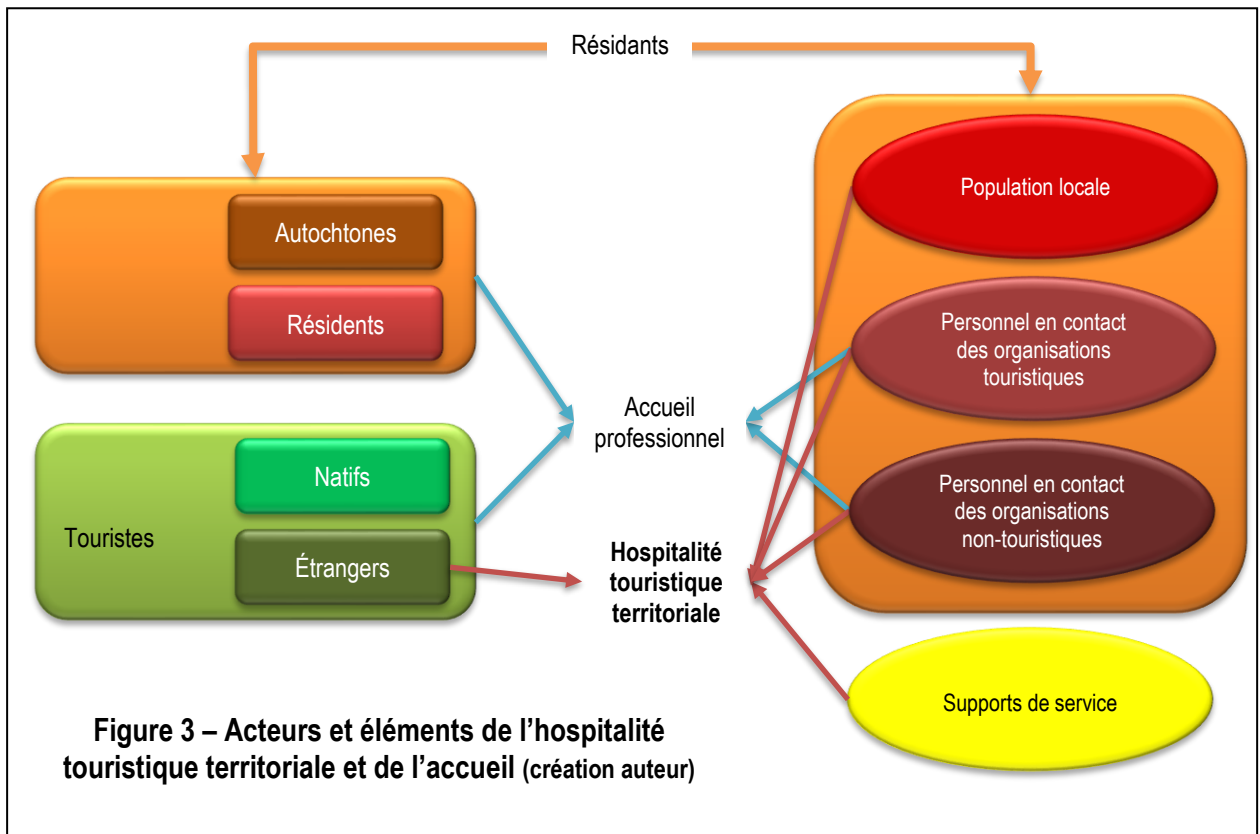 Résidants
Autochtones
Résidents
Touristes
Natifs
Étrangers
Accueil
professionnel
Hospitalité
touristique
territoriale
Population locale
Personnel en contact
des organisations
touristiques
Personnel en contact
des organisations
non-touristiques
Supports de service
Figure 3 – Acteurs et éléments de l’hospitalité
touristique territoriale et de l’accueil (création auteur)